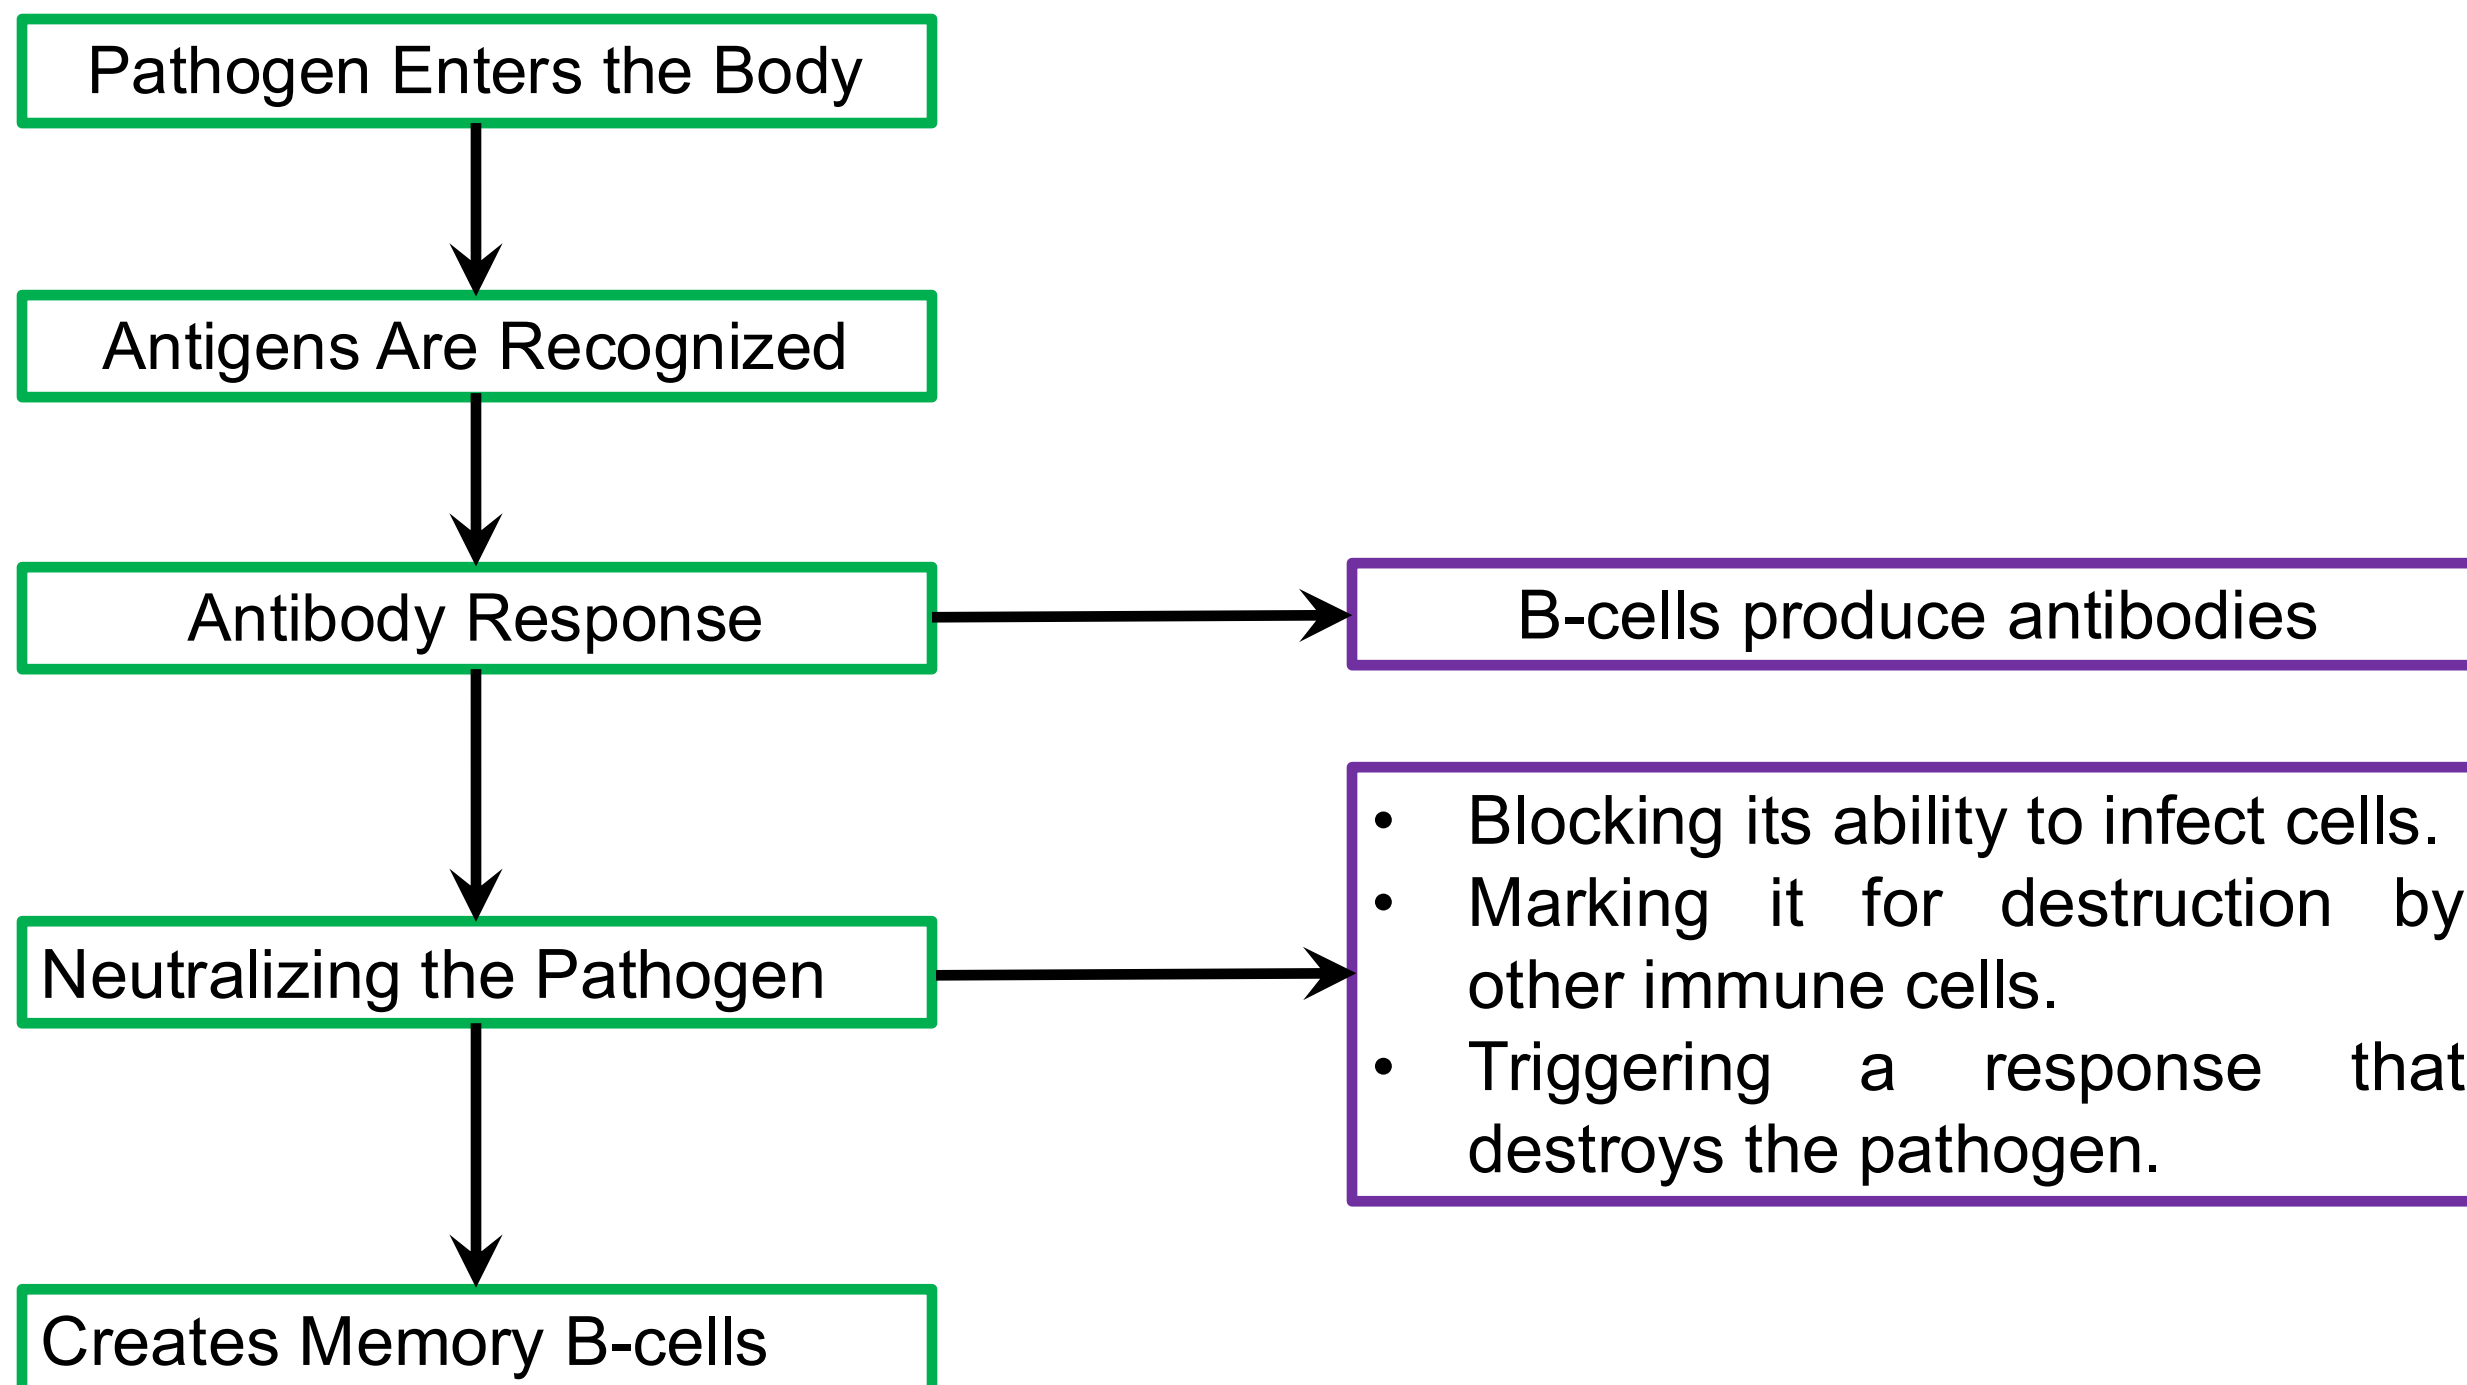 Pathogen Enters the Body
Antigens Are Recognized
Antibody Response
B-cells produce antibodies
Neutralizing the Pathogen
• Blocking its ability to infect cells.
• Marking it for destruction by
other immune cells.
• Triggering a response that
destroys the pathogen.
Creates Memory B-cells